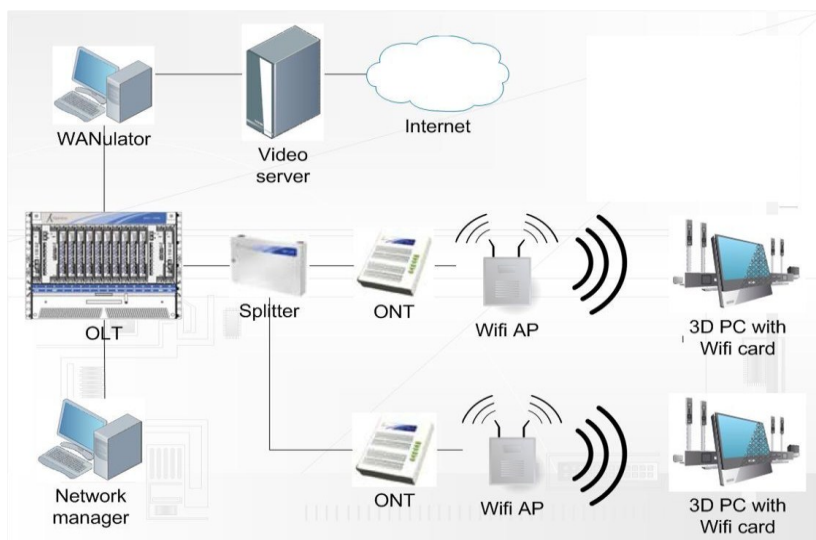 WANulator
Video
server
Internet
OLT
Splitter
ONT
Wifi AP
3D PC with
Wifi card
Network
manager
ONT
Wifi AP
3D PC with
Wifi card